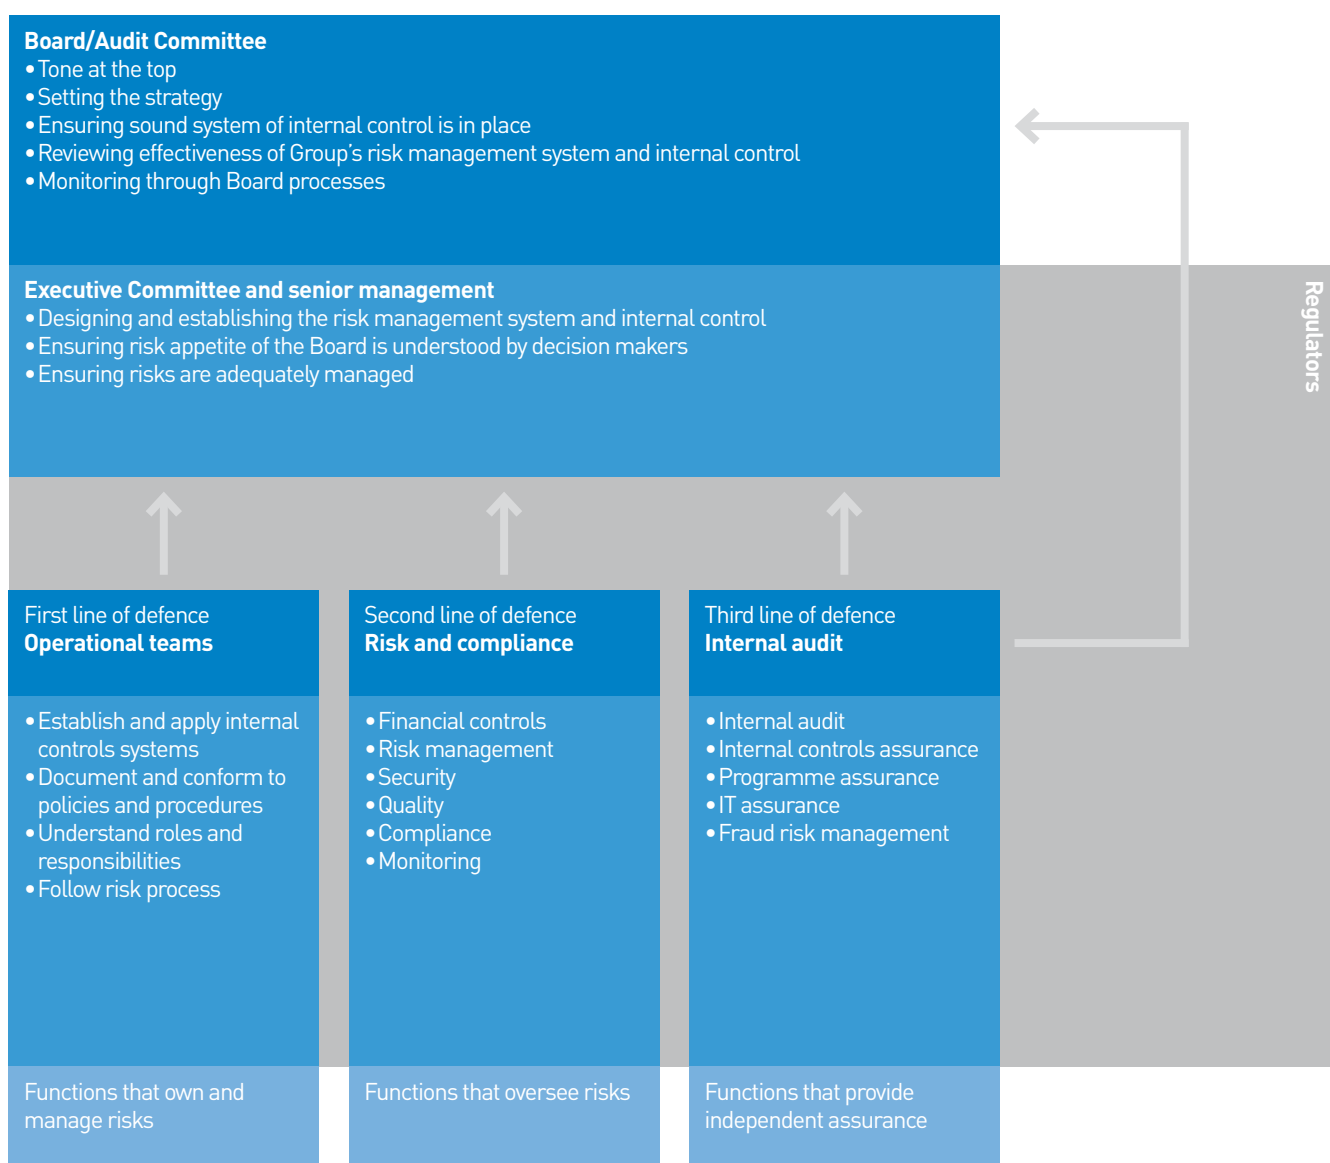 Board/Audit Committee
•Tone at the top
•Setting the strategy
•Ensuring sound system of internal control is in place
•Reviewing effectiveness of Group’s risk management system and internal control
•Monitoring through Board processes
Executive Committee and senior management
•Designing and establishing the risk management system and internal control
•Ensuring risk appetite of the Board is understood by decision makers
•Ensuring risks are adequately managed
Regulators
First line of defence
Operational teams
•Establish and apply internal
controls systems
•Document and conform to
policies and procedures
•Understand roles and
responsibilities
•Follow risk process
Functions that own and
manage risks
Second line of defence
Risk and compliance
•Financial controls
•Risk management
•Security
•Quality
•Compliance
•Monitoring
Functions that oversee risks
Third line of defence
Internal audit
•Internal audit
•Internal controls assurance
•Programme assurance
•IT assurance
•Fraud risk management
Functions that provide
independent assurance